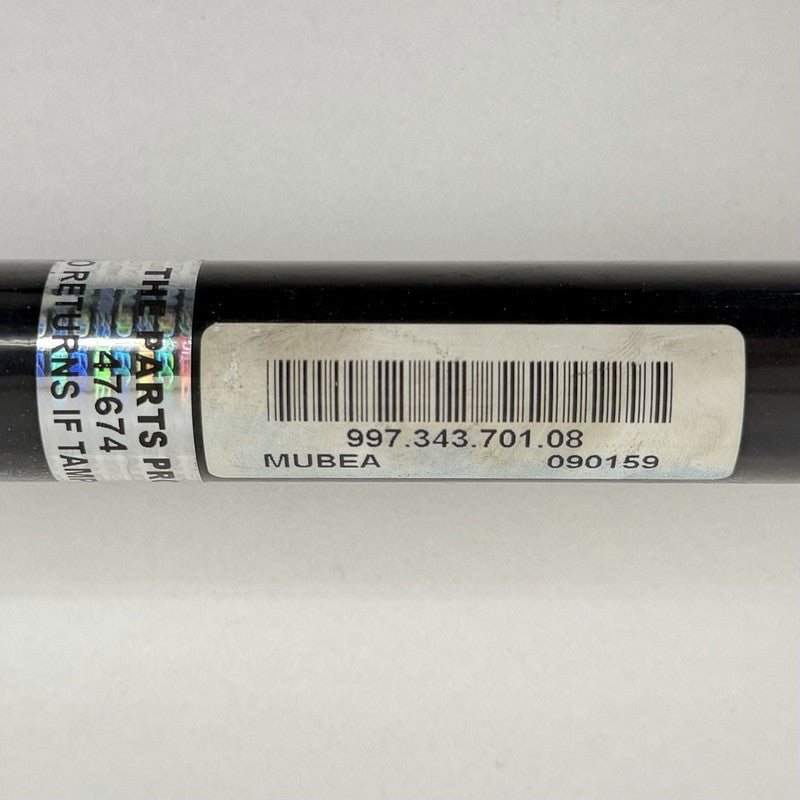 THE PARTS
47674
RETURNS IF
997.343.701.08
MUBEA 090159